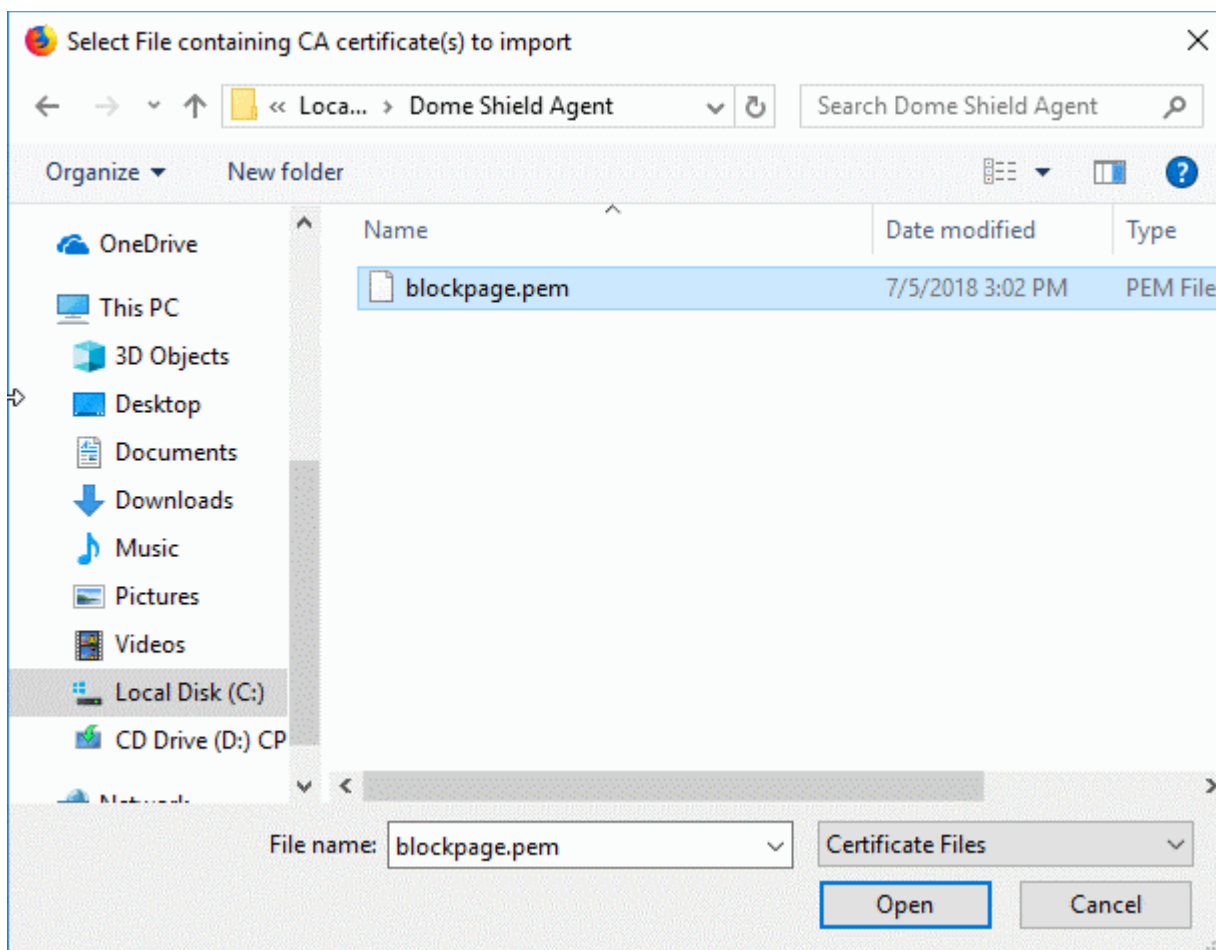 Select File containing CA certificate(s) to import
« Loca... › Dome Shield Agent
Search Dome Shield Agent
Organize
New folder
?
Name
Date modified
Type
OneDrive
This PC
3D Objects
Desktop
Documents
Downloads
Music
Pictures
Videos
Local Disk (C:)
CD Drive (D:) CP
Network
blockpage.pem
7/5/2018 3:02 PM
PEM File
File name:
blockpage.pem
Certificate Files
Open
Cancel